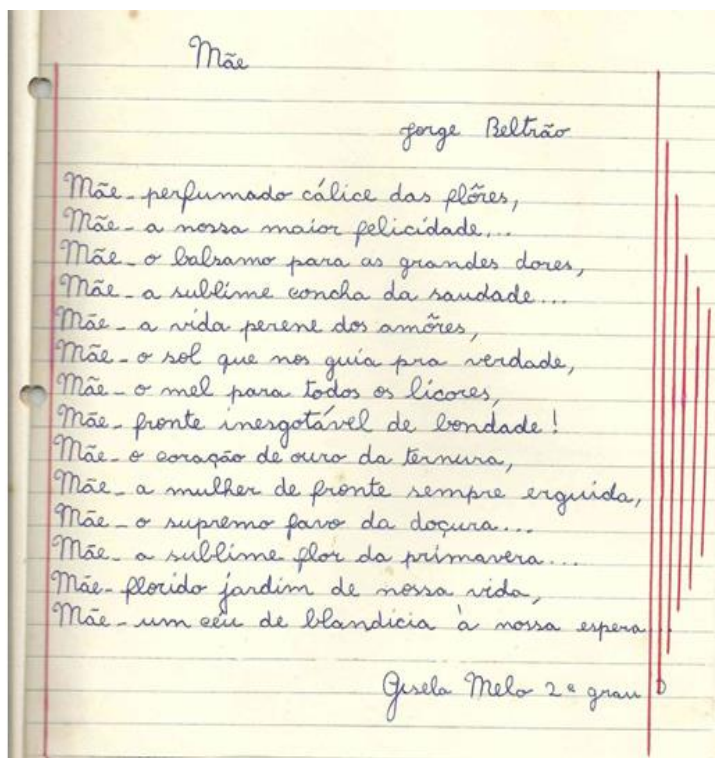 Mãe
Jorge Beltrão
Mãe - perfumado cálice das flôres,
Mãe - a nossa maior felicidade...
Mãe - o balsamo para as grandes dores,
Mãe - a sublime concha da saudade...
Mãe - a vida perene dos amôres,
Mãe - o sol que nos guia pra verdade,
Mãe - o mel para todos os licores,
Mãe - fronte inesgotável de bondade!
Mãe - o coração de ouro da ternura,
Mãe - a mulher de fronte sempre erguida,
Mãe - o supremo favo da doçura...
Mãe - a sublime flor da primavera...
Mãe - florido jardim de nossa vida,
Mãe - um céu de blandicia à nossa espera...
Gisela Melo 2º grau D